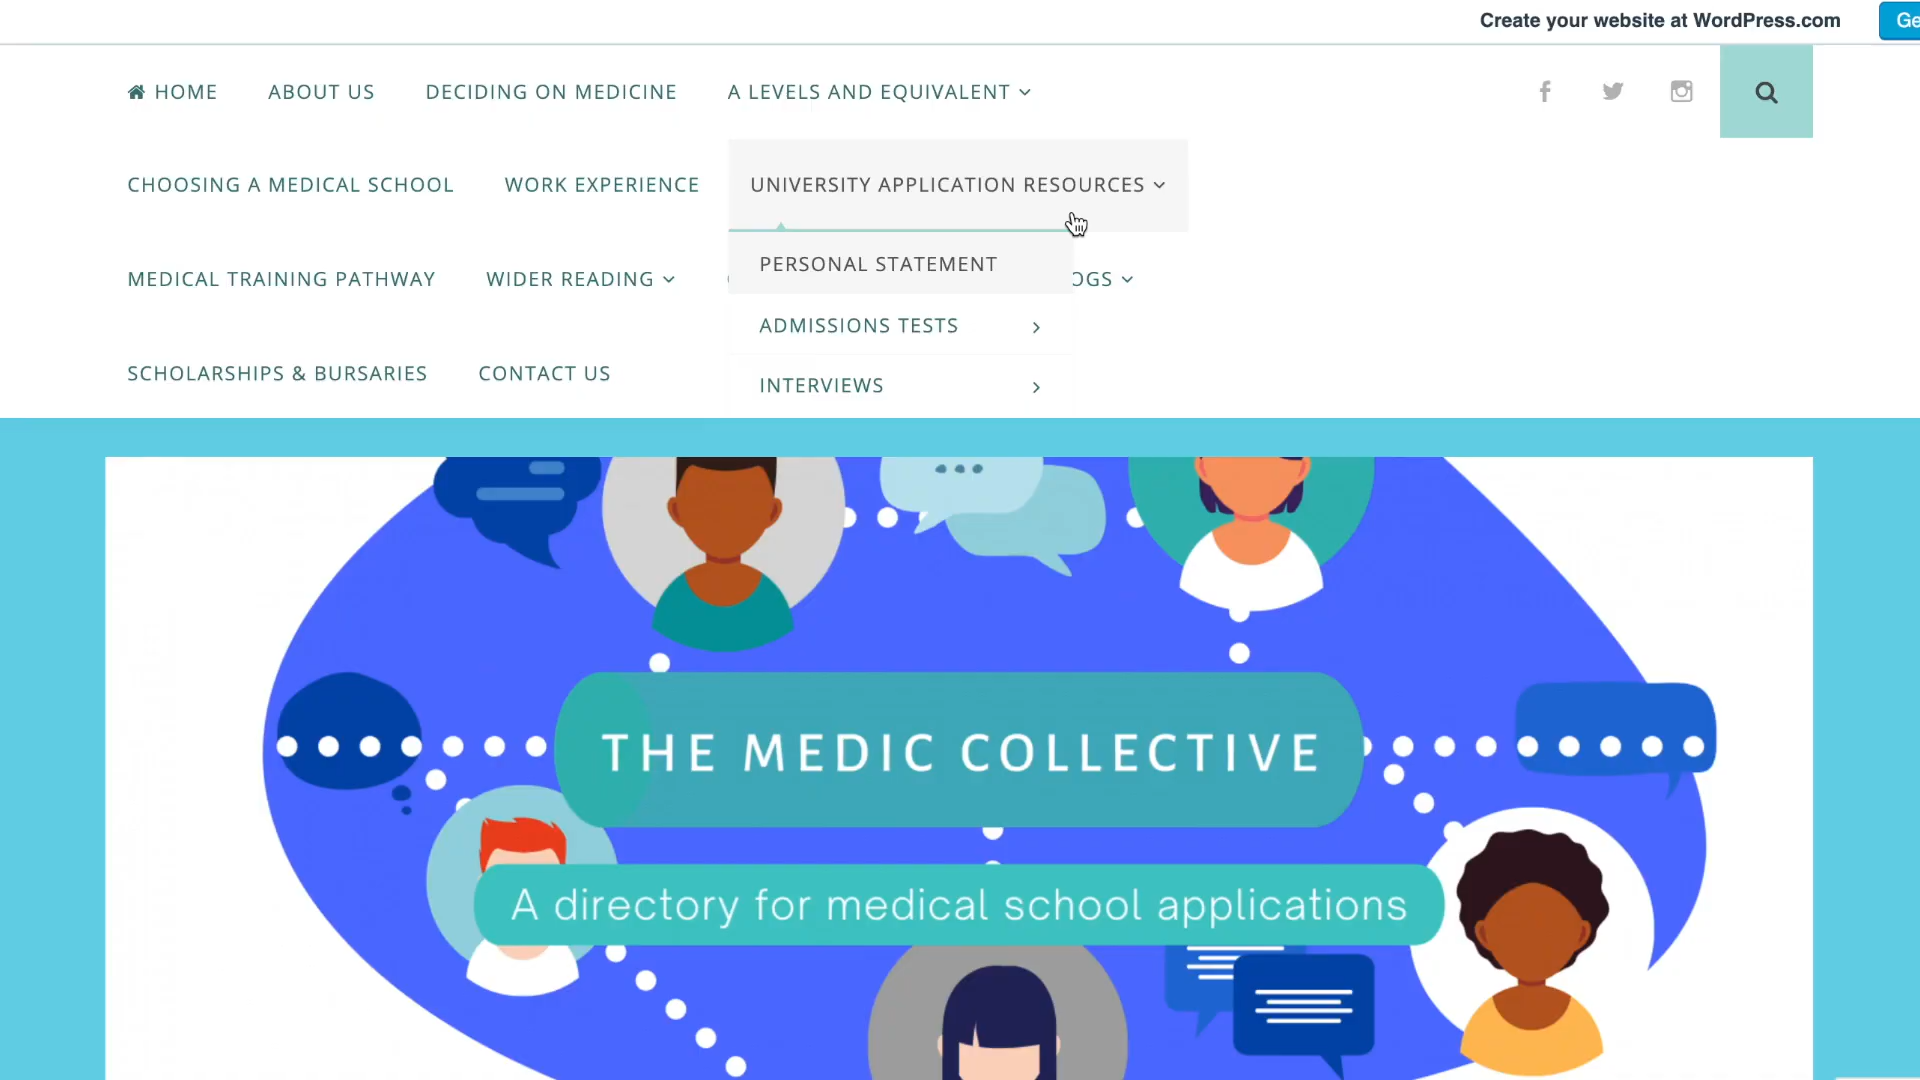 Create your website at WordPress.com
Ge
HOME ABOUT US DECIDING ON MEDICINE A LEVELS AND EQUIVALENT
CHOOSING A MEDICAL SCHOOL WORK EXPERIENCE UNIVERSITY APPLICATION RESOURCES
PERSONAL STATEMENT
MEDICAL TRAINING PATHWAY WIDER READING OGS
ADMISSIONS TESTS
SCHOLARSHIPS & BURSARIES CONTACT US
INTERVIEWS
THE MEDIC COLLECTIVE
A directory for medical school applications